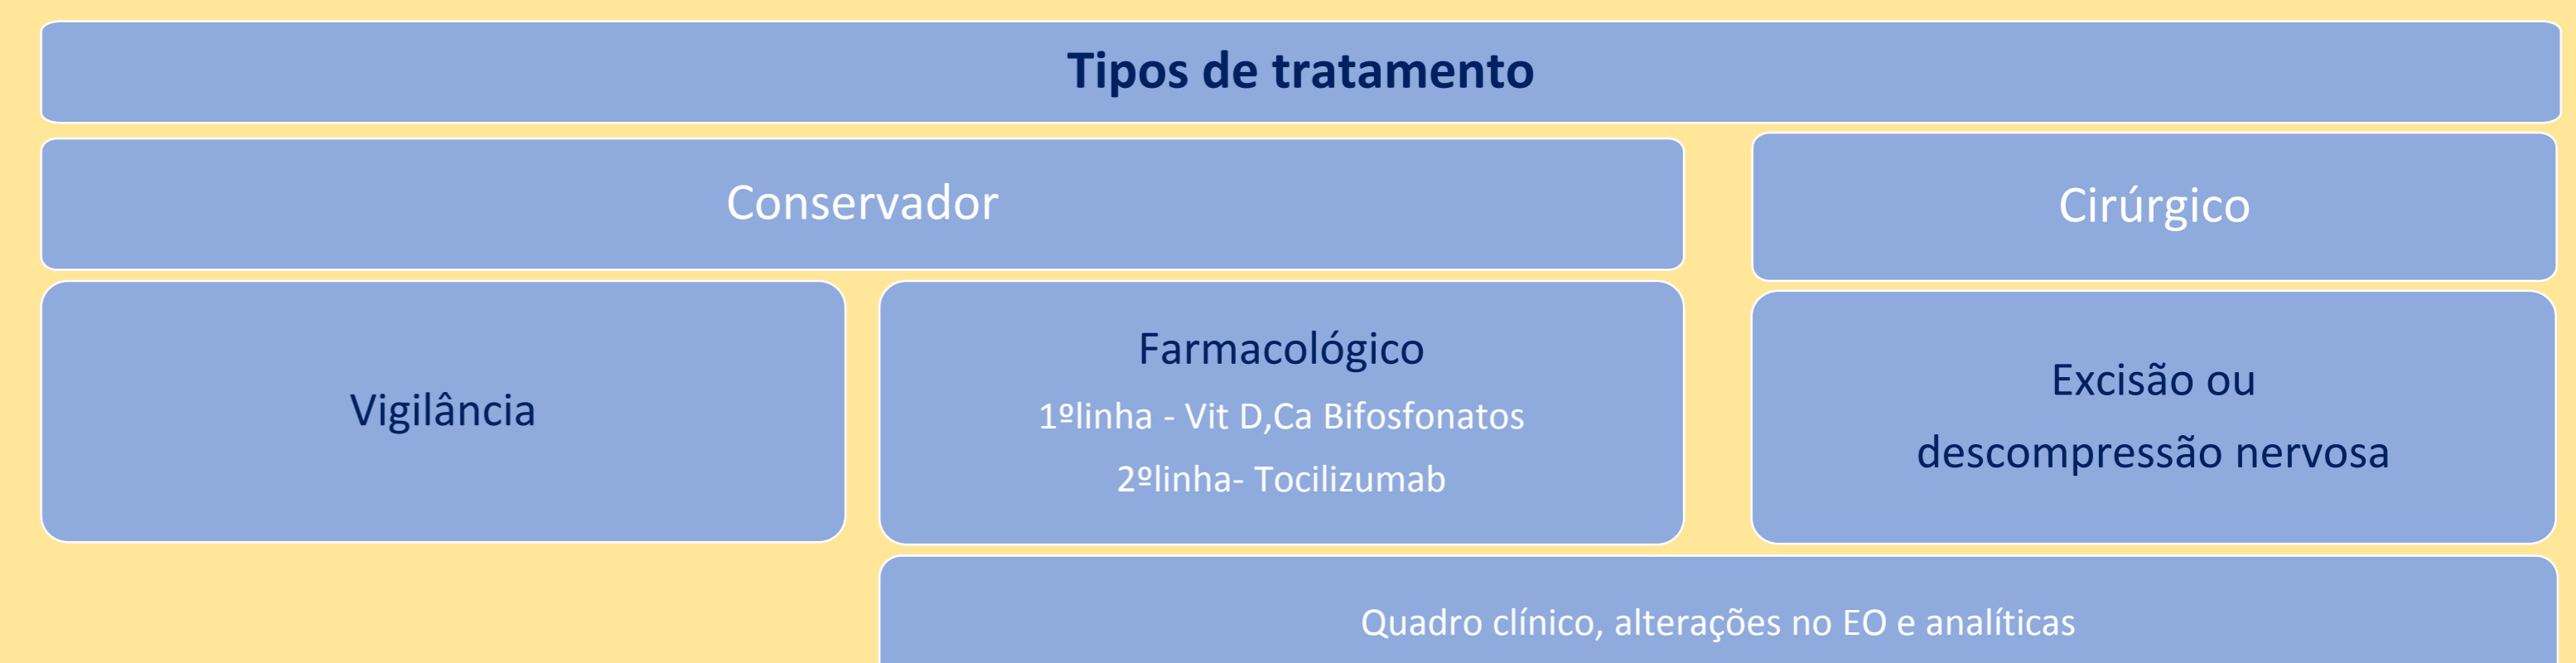 Tipos de tratamento
Conservador
Cirúrgico
Vigilância
Farmacológico
1ºlinha - Vit D,Ca Bifosfonatos
2ºlinha- Tocilizumab
Excisão ou
descompressão nervosa
Quadro clínico, alterações no EO e analíticas